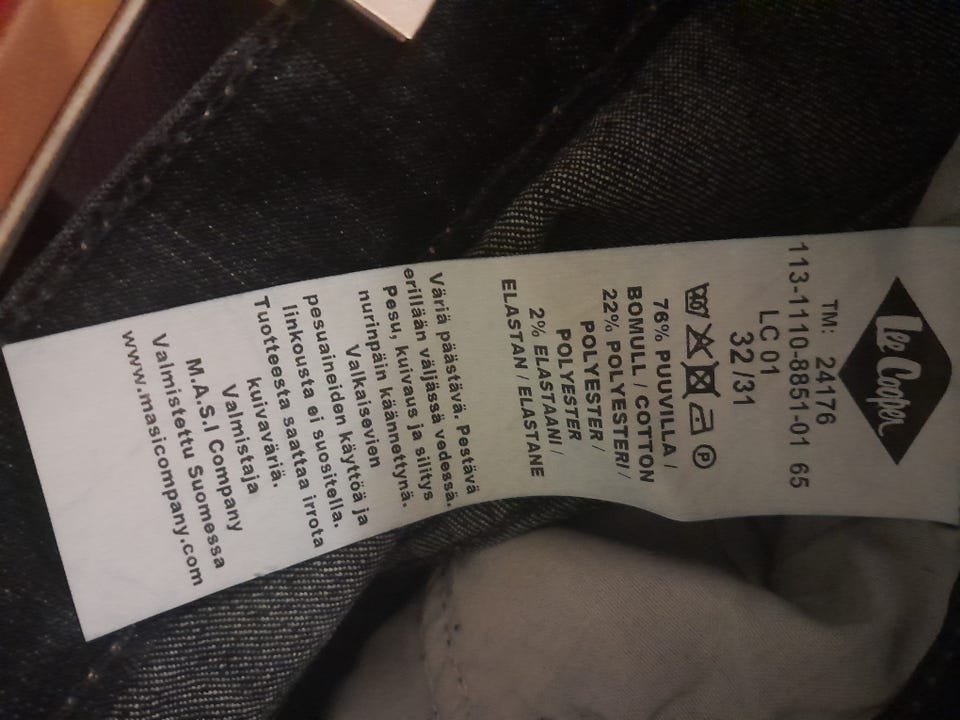 Lee Cooper
TM: 24176
113-1110-8851-01 65
LC 01
32 /31
P
76% PUUVILLA /
BOMULL / COTTON
22% POLYESTERI /
POLYESTER /
POLYESTER
2% ELASTAANI /
ELASTAN / ELASTANE
Väriä päästävä. Pestävä
erillään väljässä vedessä.
Pesu, kuivaus ja silitys
nurinpäin käännettynä.
Valkaisevien
pesuaineiden käyttöä ja
linkousta ei suositella.
Tuotteesta saattaa irrota
kuivaväriä.
Valmistaja
M.A.S.I Company
Valmistettu Suomessa
www.masicompany.com